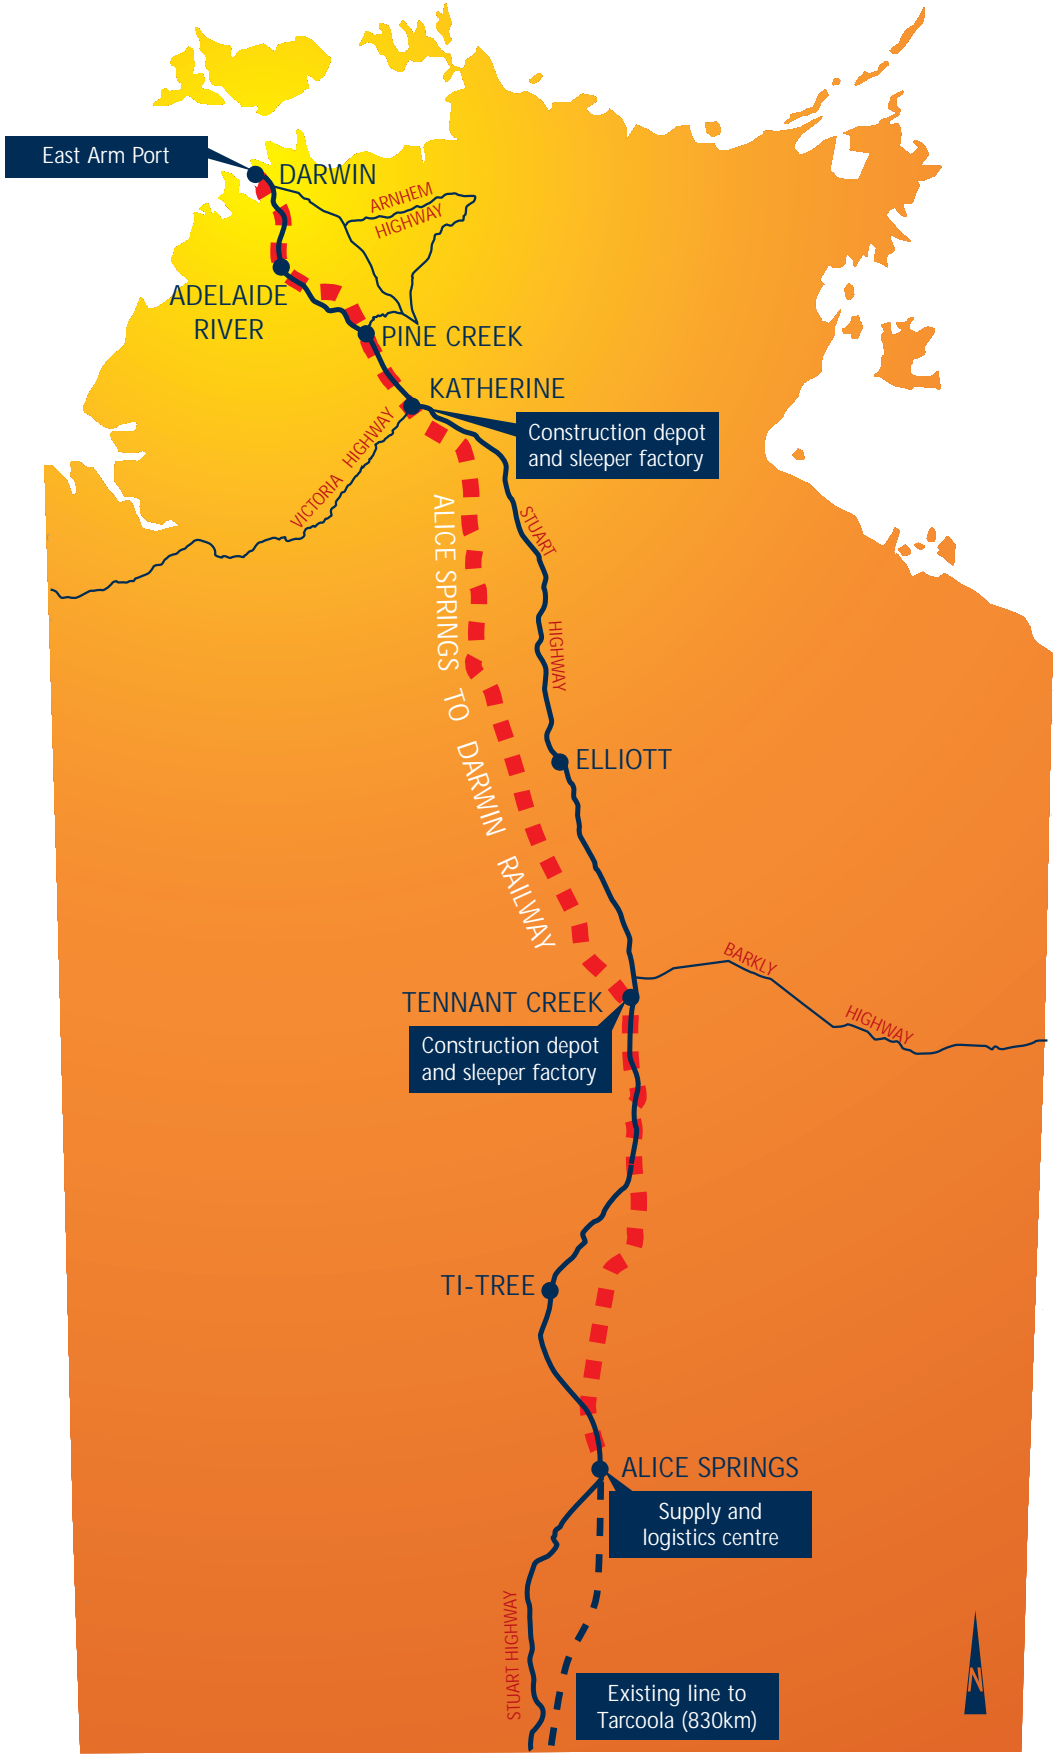 East Arm Port
DARWIN
ARNHEM
HIGHWAY
ADELAIDE
RIVER
PINE CREEK
KATHERINE
Construction depot
and sleeper factory
VICTORIA HIGHWAY
STUART
HIGHWAY
ALICE SPRINGS TO DARWIN RAILWAY
ELLIOTT
BARKLY
HIGHWAY
TENNANT CREEK
Construction depot
and sleeper factory
TI-TREE
ALICE SPRINGS
Supply and
logistics centre
STUART HIGHWAY
Existing line to
Tarcoola (830km)
N